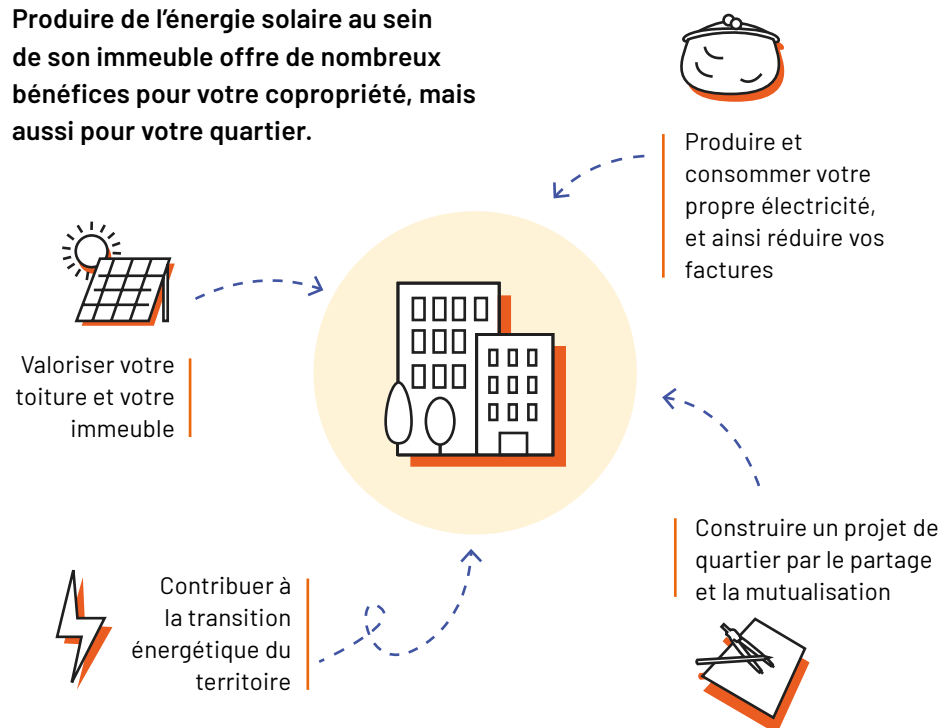 Produire de l’énergie solaire au sein
de son immeuble offre de nombreux
bénéfices pour votre copropriété, mais
aussi pour votre quartier.
Produire et
consommer votre
propre électricité,
et ainsi réduire vos
factures
Valoriser votre
toiture et votre
immeuble
Construire un projet de
quartier par le partage
et la mutualisation
Contribuer à
la transition
énergétique du
territoire